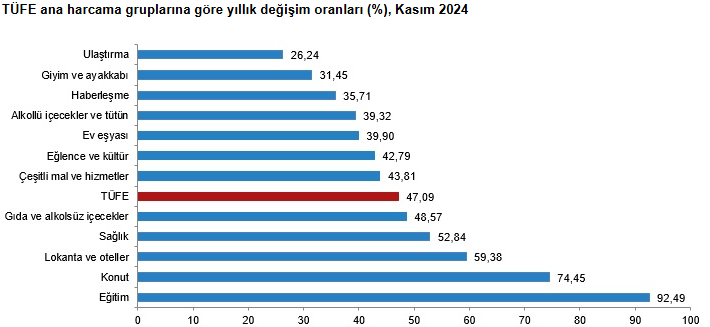 TÜFE ana harcama gruplarına göre yıllık değişim oranları (%), Kasım 2024
Ulaştırma 26,24
Giyim ve ayakkabı 31,45
Haberleşme 35,71
Alkollü içecekler ve tütün 39,32
Ev eşyası 39,90
Eğlence ve kültür 42,79
Çeşitli mal ve hizmetler 43,81
TÜFE 47,09
Gıda ve alkolsüz içecekler 48,57
Sağlık 52,84
Lokanta ve oteller 59,38
Konut 74,45
Eğitim 92,49
0 10 20 30 40 50 60 70 80 90 100